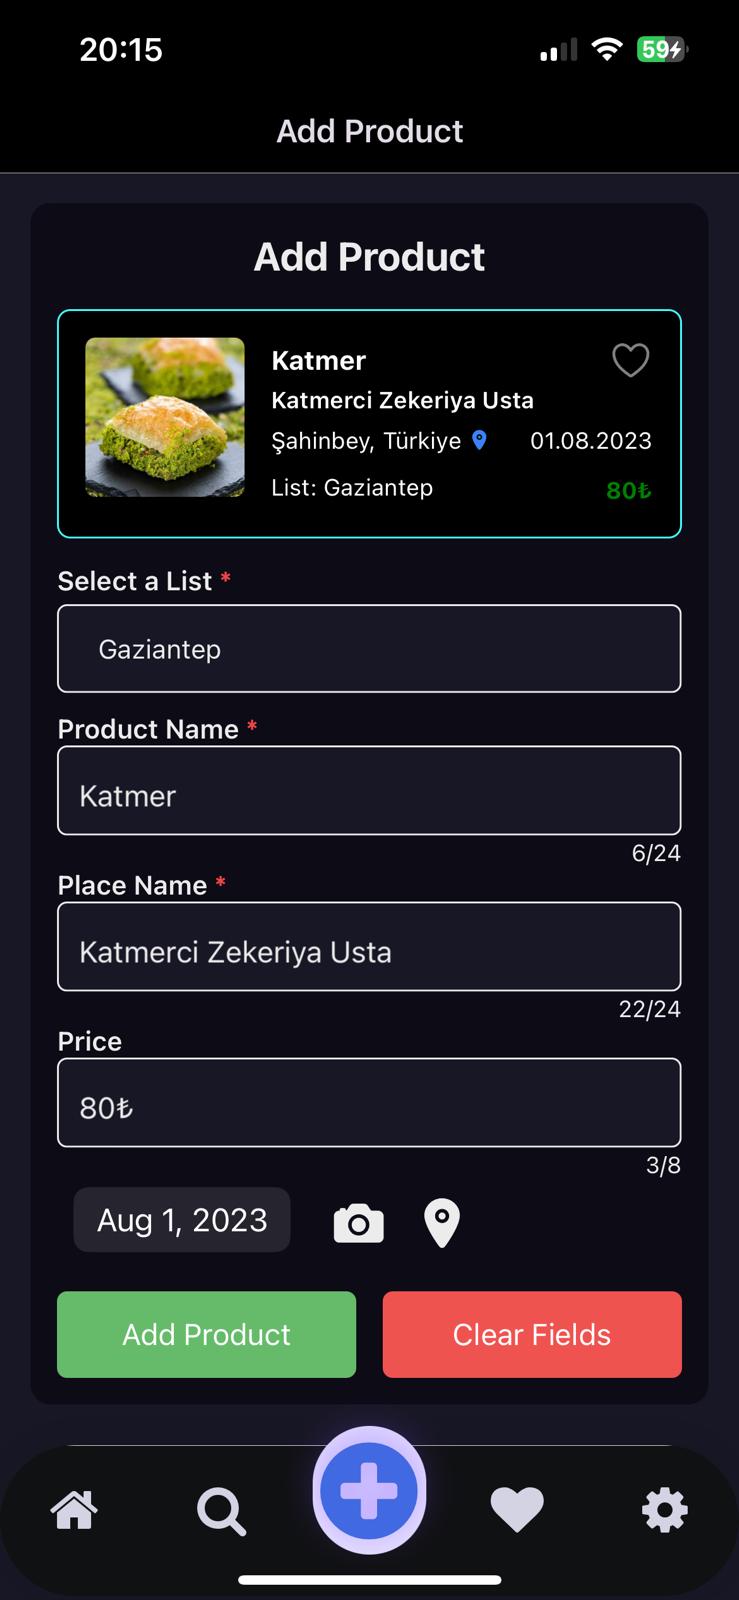 20:15
59
Add Product
Add Product
Katmer
Katmerci Zekeriya Usta
Şahinbey, Türkiye 01.08.2023
List: Gaziantep 80₺
Select a List *
Gaziantep
Product Name *
Katmer
6/24
Place Name *
Katmerci Zekeriya Usta
22/24
Price
80₺
3/8
Aug 1, 2023
Add Product Clear Fields